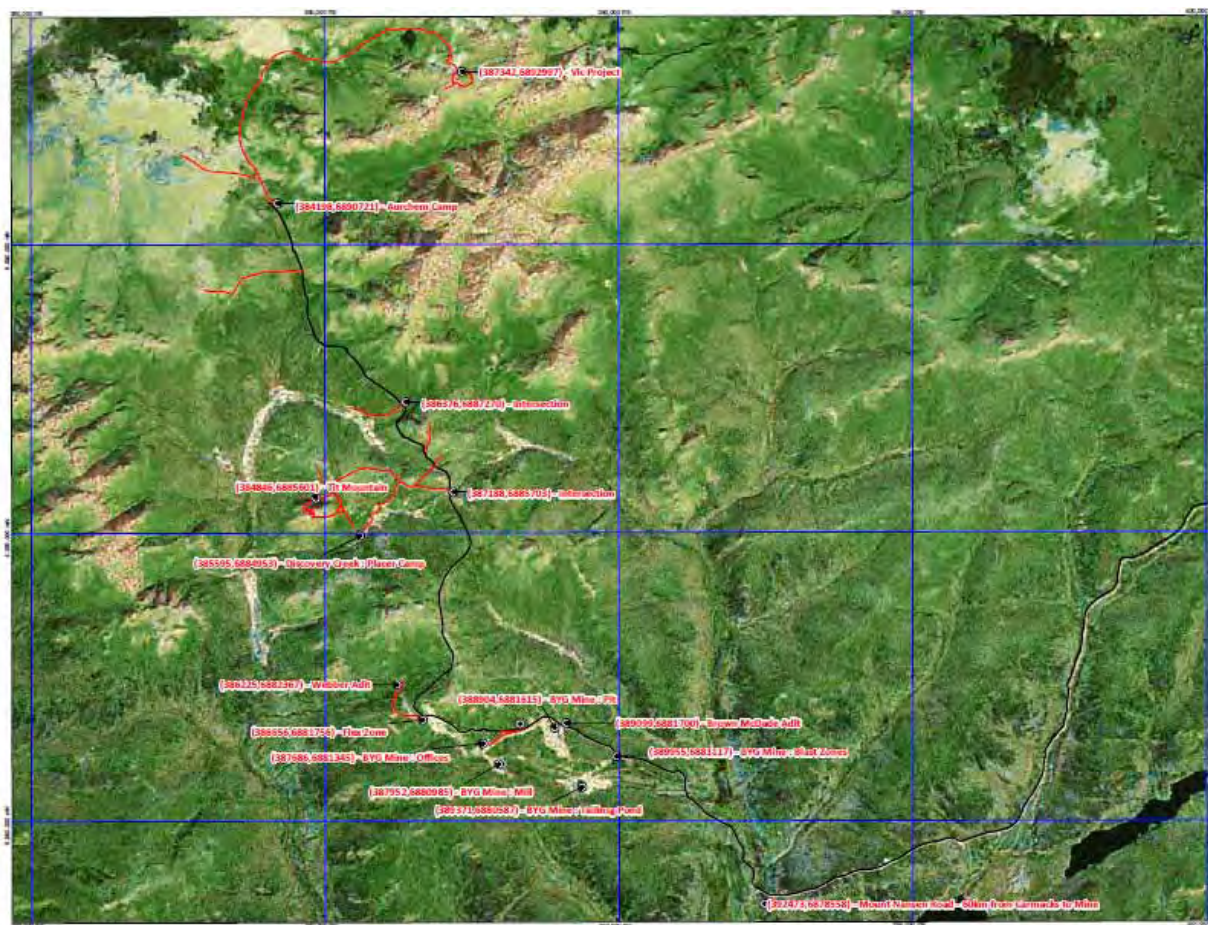 (387342,6892997) - Vic Project
(384198,6890721) - Aurchem Camp
(386376,6887270) - Intersection
(384846,6885601) - Tit Mountain
(387188,6885703) - Intersection
(385595,6884953) - Discovery Creek : Placer Camp
(386225,6882367) - Webber Adit
(388904,6881615) - BYG Mine : Pit
(389099,6881700) - Brown McDade Adit
(386656,6881756) - Flex Zone
(389955,6881117) - BYG Mine : Blast Zones
(387686,6881345) - BYG Mine : Offices
(387952,6880985) - BYG Mine : Mill
(389371,6880587) - BYG Mine : Tailing Pond
(392473,6878558) - Mount Nansen Road - 60km from Carmacks to Mine